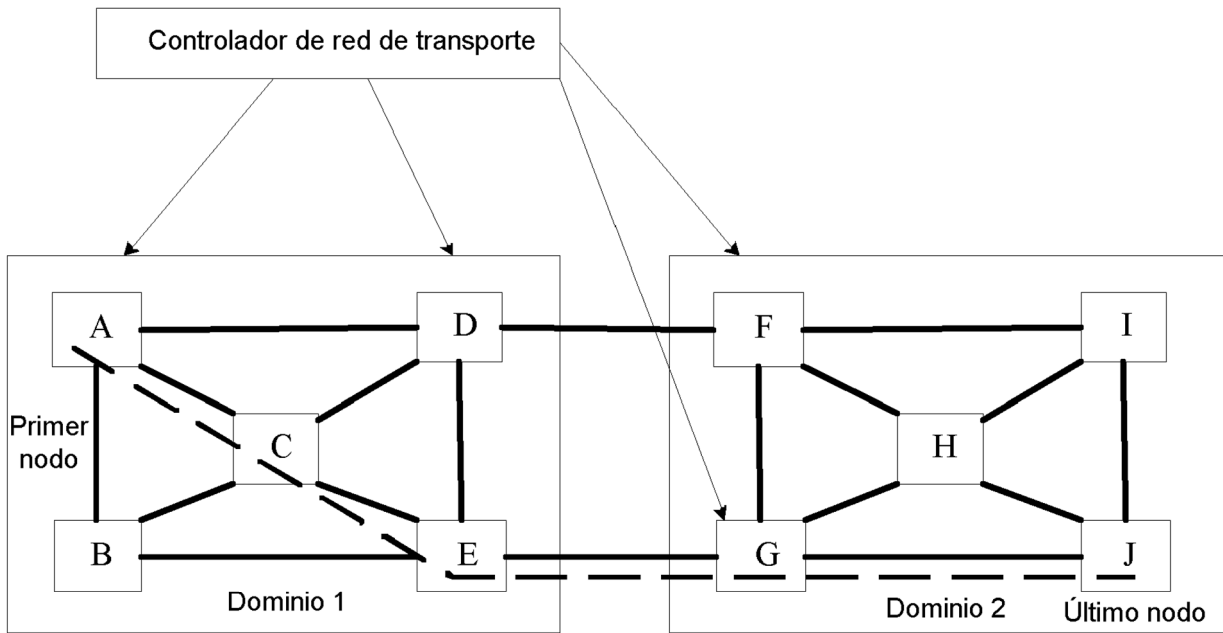 Controlador de red de transporte
A
D
F
I
Primer
nodo
C
H
B
E
G
J
Dominio 1
Dominio 2
Último nodo